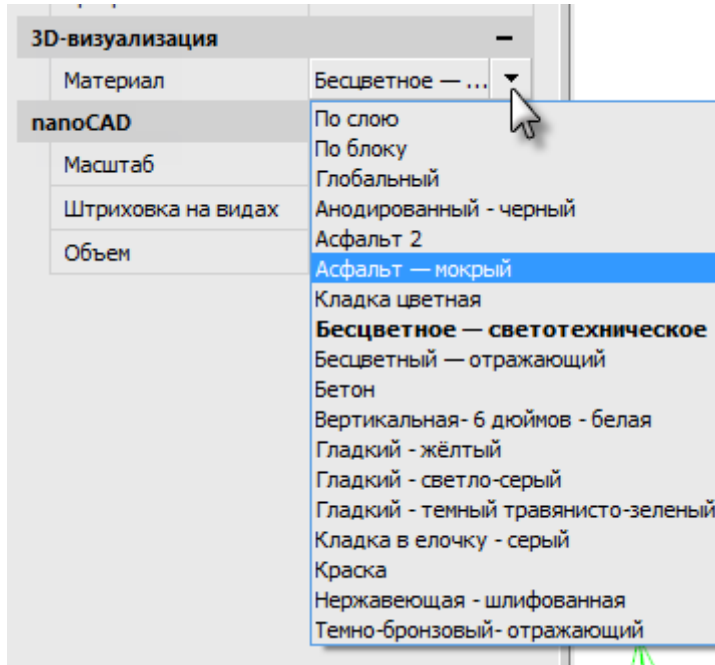 3D-визуализация
Материал
Бесцветное — ...
nanoCAD
Масштаб
Штриховка на видах
Объем
По слою
По блоку
Глобальный
Анодированный - черный
Асфальт 2
Асфальт — мокрый
Кладка цветная
Бесцветное — светотехническое
Бесцветный — отражающий
Бетон
Вертикальная- 6 дюймов - белая
Гладкий - жёлтый
Гладкий - светло-серый
Гладкий - темный травянисто-зеленый
Кладка в елочку - серый
Краска
Нержавеющая - шлифованная
Темно-бронзовый- отражающий